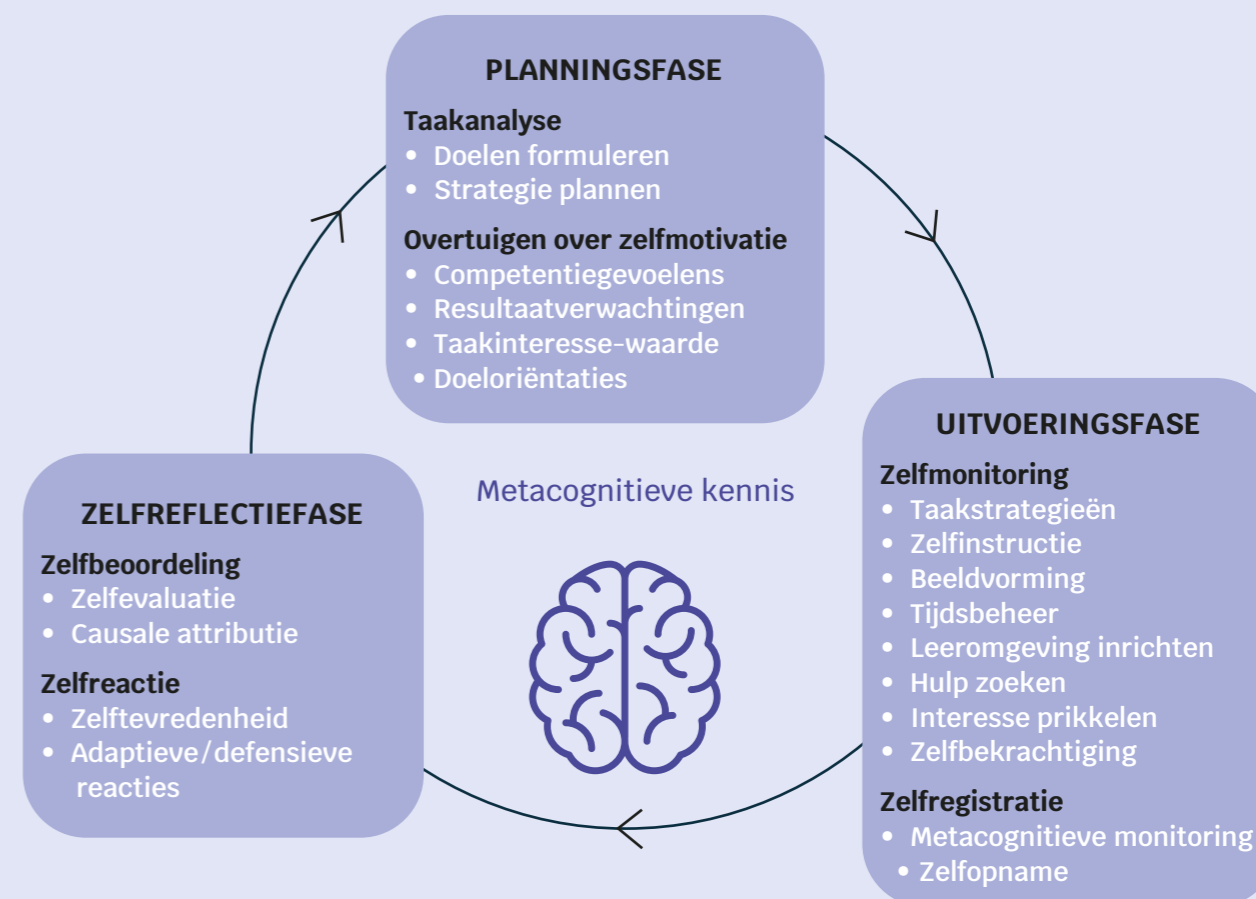 PLANNINGSFASE
Taakanalyse
• Doelen formuleren
• Strategie plannen
Overtuigen over zelfmotivatie
• Competentiegevoelens
• Resultaatverwachtingen
• Taakinteresse-waarde
• Doeloriëntaties
UITVOERINGSFASE
Zelfmonitoring
• Taakstrategieën
• Zelfinstructie
• Beeldvorming
• Tijdsbeheer
• Leeromgeving inrichten
• Hulp zoeken
• Interesse prikkelen
• Zelfbekrachtiging
Zelfregistratie
• Metacognitieve monitoring
• Zelfopname
ZELFREFLECTIEFASE
Zelfbeoordeling
• Zelfevaluatie
• Causale attributie
Zelfreactie
• Zelftevredenheid
• Adaptieve/defensieve
reacties
Metacognitieve kennis